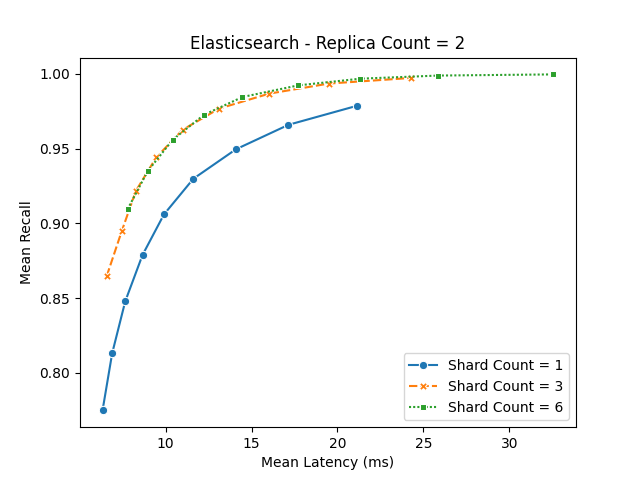 Elasticsearch - Replica Count = 2
1.00
0.95
0.90
0.85
0.80
Mean Recall
Shard Count = 1
Shard Count = 3
Shard Count = 6
10
15
20
25
30
Mean Latency (ms)